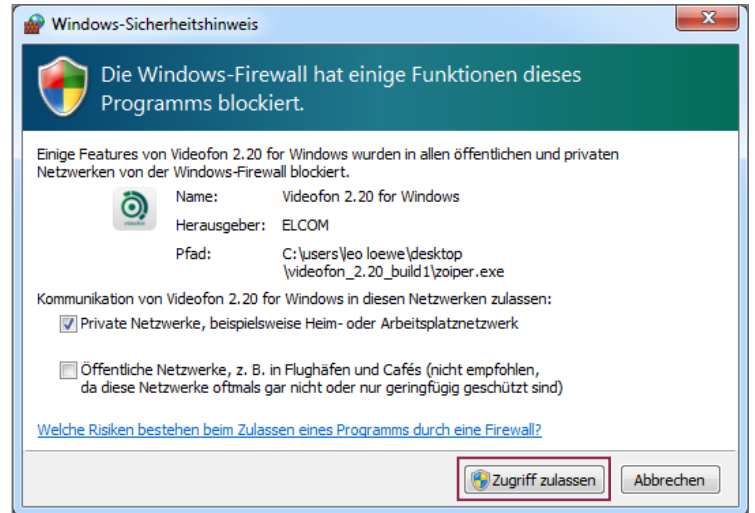 Windows-Sicherheitshinweis
Die Windows-Firewall hat einige Funktionen dieses
Programms blockiert.
Einige Features von Videofon 2.20 for Windows wurden in allen öffentlichen und privaten
Netzwerken von der Windows-Firewall blockiert.
Name: Videofon 2.20 for Windows
Herausgeber: ELCOM
Pfad: C:\users\leo loewe\desktop
\videofon_2.20_build1\zoiper.exe
videofon
Kommunikation von Videofon 2.20 for Windows in diesen Netzwerken zulassen:
Private Netzwerke, beispielsweise Heim- oder Arbeitsplatznetzwerk
Öffentliche Netzwerke, z. B. in Flughäfen und Cafés (nicht empfohlen,
da diese Netzwerke oftmals gar nicht oder nur geringfügig geschützt sind)
Welche Risiken bestehen beim Zulassen eines Programms durch eine Firewall?
Zugriff zulassen Abbrechen